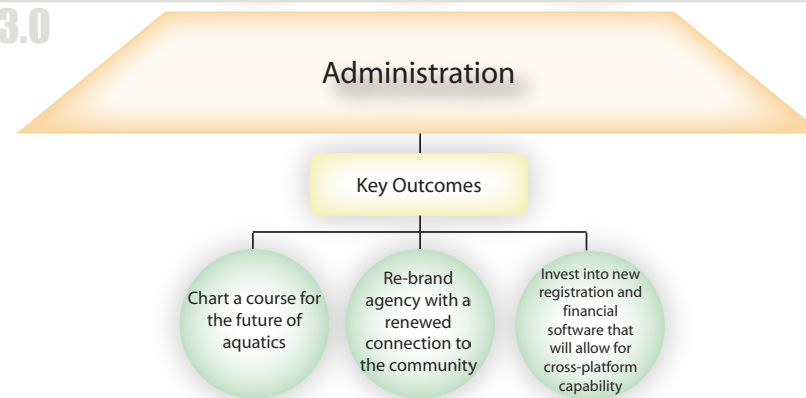 3.0
Administration
Key Outcomes
Chart a course for
the future of
aquatics
Re-brand
agency with a
renewed
connection to
the community
Invest into new
registration and
financial
software that
will allow for
cross-platform
capability